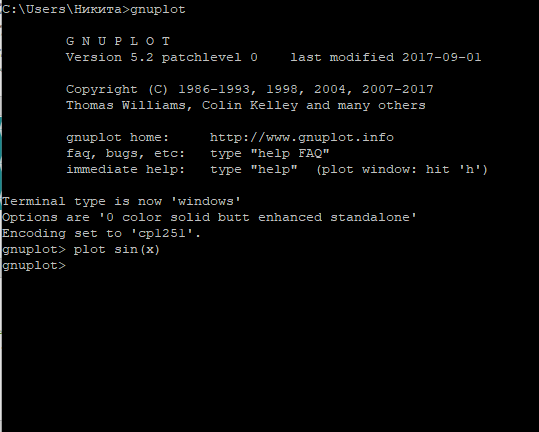 C:\Users\Никита>gnuplot
G N U P L O T
Version 5.2 patchlevel 0    last modified 2017-09-01
Copyright (C) 1986-1993, 1998, 2004, 2007-2017
Thomas Williams, Colin Kelley and many others
gnuplot home:     http://www.gnuplot.info
faq, bugs, etc:   type "help FAQ"
immediate help:   type "help"  (plot window: hit 'h')
Terminal type is now 'windows'
Options are '0 color solid butt enhanced standalone'
Encoding set to 'cp1251'.
gnuplot> plot sin(x)
gnuplot>